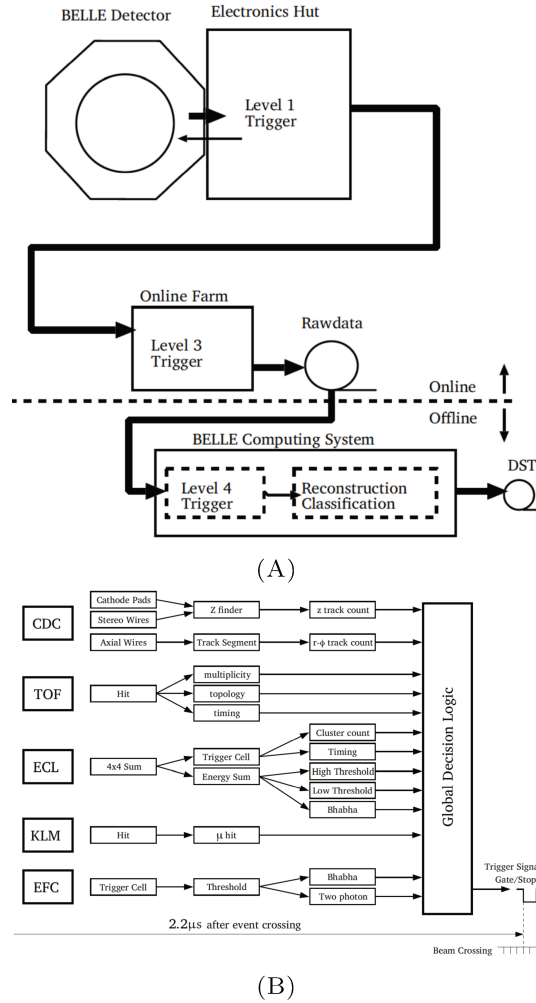 BELLE Detector
Electronics Hut
Level 1
Trigger
Online Farm
Level 3
Trigger
Rawdata
Online
Offline
BELLE Computing System
Level 4
Trigger
Reconstruction
Classification
DST
(A)
CDC
Cathode Pads
Stereo Wires
Z finder
z track count
Axial Wires
Track Segment
r-ϕ track count
TOF
Hit
multiplicity
topology
timing
ECL
4x4 Sum
Trigger Cell
Energy Sum
Cluster count
Timing
High Threshold
Low Threshold
Bhabha
KLM
Hit
μ hit
EFC
Trigger Cell
Threshold
Bhabha
Two photon
Global Decision Logic
Trigger Signal
Gate/Stop
2.2μs after event crossing
Beam Crossing
(B)